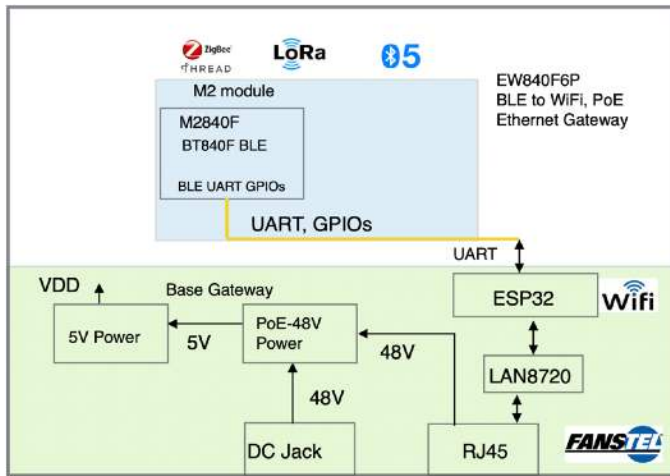 ZigBee
THREAD
LoRa
5
M2 module
EW840F6P
BLE to WiFi, PoE
Ethernet Gateway
M2840F
BT840F BLE
BLE UART GPIOs
UART, GPIOs
UART
VDD
Base Gateway
ESP32
Wifi
5V Power
5V
PoE-48V
Power
48V
LAN8720
48V
DC Jack
RJ45
FANSTEL